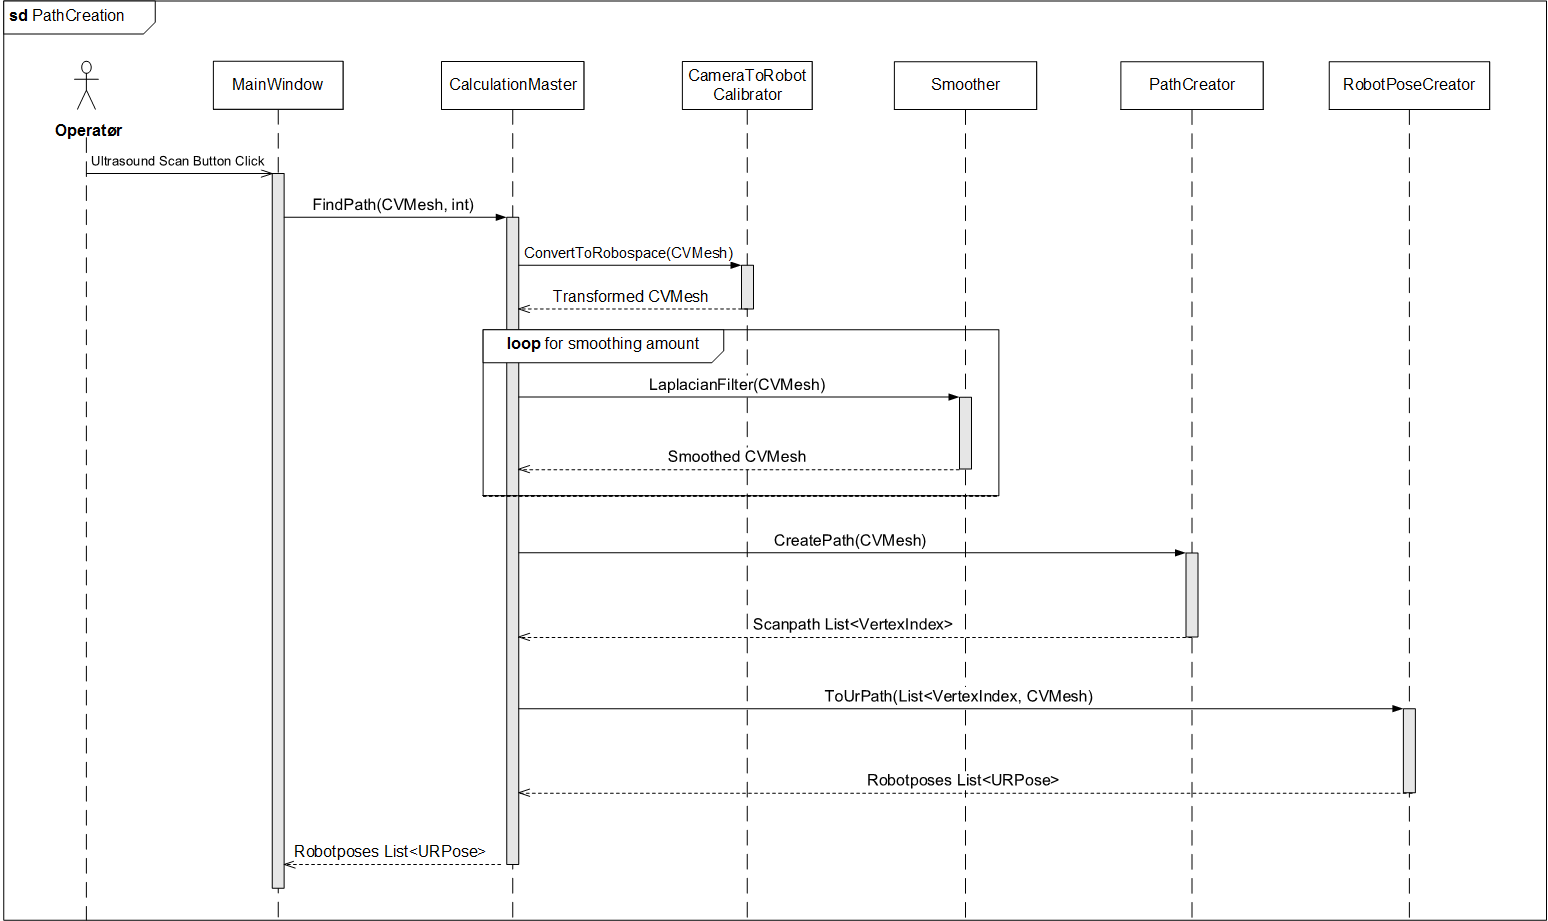 sd PathCreation
Operatør
MainWindow
CalculationMaster
CameraToRobot
Calibrator
Smoother
PathCreator
RobotPoseCreator
Ultrasound Scan Button Click
FindPath(CVMesh, int)
ConvertToRobospace(CVMesh)
Transformed CVMesh
loop for smoothing amount
LaplacianFilter(CVMesh)
Smoothed CVMesh
CreatePath(CVMesh)
Scanpath List<VertexIndex>
ToUrPath(List<VertexIndex, CVMesh)
Robotposes List<URPose>
Robotposes List<URPose>